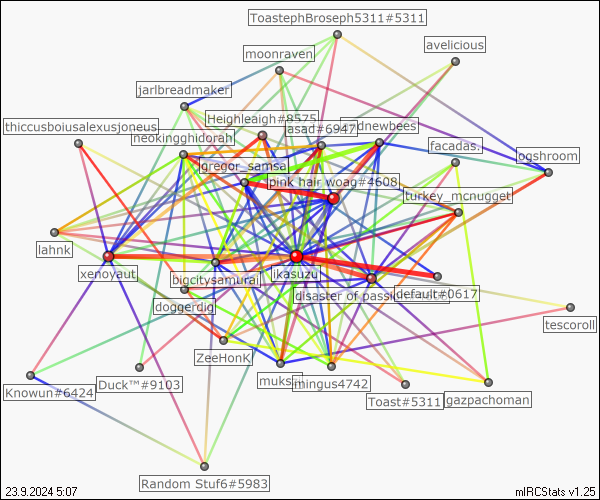 ToastephBroseph5311#5311
avelicious
moonraven
jarlbreadmaker
thiccusboiusalexusjoneus
Heighleigh#8575
asad#6947
dnewbees
neokingghidorah
facadas.
ogshroom
gregor_samsa
pink hair woag#4608
turkey_mcnugget
lahnk
xenoyaut
bigcitysamurai
likasuzu
disaster of passi
default#0617
doggerdig
tescoroll
ZeeHonK
muks
mingus4742
Knowun#6424
Duck™#9103
Toast#5311
gazpachoman
Random Stuf6#5983
23.9.2024 5:07
mIRCStats v1.25